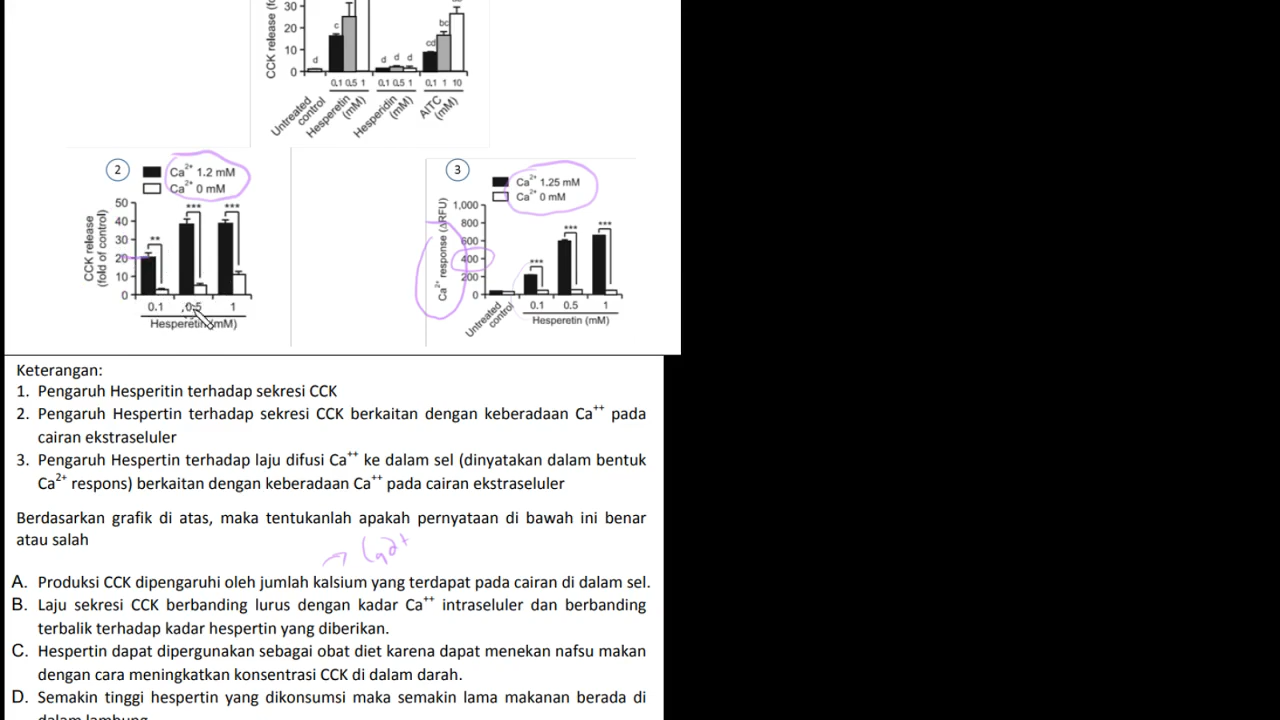 30
20
10
0
CCK release (fo
d
c
d d d
cd
bc
0.1 0.5 1 0.1 0.5 1 0.1 1 10
Untreated control
Hesperetin (mM)
Hesperidin (mM)
AITC (mM)
2
Ca2+ 1.2 mM
Ca2+ 0 mM
CCK release (fold of control)
50
40
30
20
10
0
** *** ***
0.1 0.5 1
Hesperetin (mM)
3
Ca2+ 1.25 mM
Ca2+ 0 mM
Ca2+ response (ΔRFU)
1,000
800
600
400
200
0
*** *** ***
Untreated control
0.1 0.5 1
Hesperetin (mM)
Keterangan:
1. Pengaruh Hesperitin terhadap sekresi CCK
2. Pengaruh Hespertin terhadap sekresi CCK berkaitan dengan keberadaan Ca++ pada
cairan ekstraseluler
3. Pengaruh Hespertin terhadap laju difusi Ca++ ke dalam sel (dinyatakan dalam bentuk
Ca2+ respons) berkaitan dengan keberadaan Ca++ pada cairan ekstraseluler
Berdasarkan grafik di atas, maka tentukanlah apakah pernyataan di bawah ini benar
atau salah
→ Ca2+
A. Produksi CCK dipengaruhi oleh jumlah kalsium yang terdapat pada cairan di dalam sel.
B. Laju sekresi CCK berbanding lurus dengan kadar Ca++ intraseluler dan berbanding
terbalik terhadap kadar hespertin yang diberikan.
C. Hespertin dapat dipergunakan sebagai obat diet karena dapat menekan nafsu makan
dengan cara meningkatkan konsentrasi CCK di dalam darah.
D. Semakin tinggi hespertin yang dikonsumsi maka semakin lama makanan berada di
dalam lambung